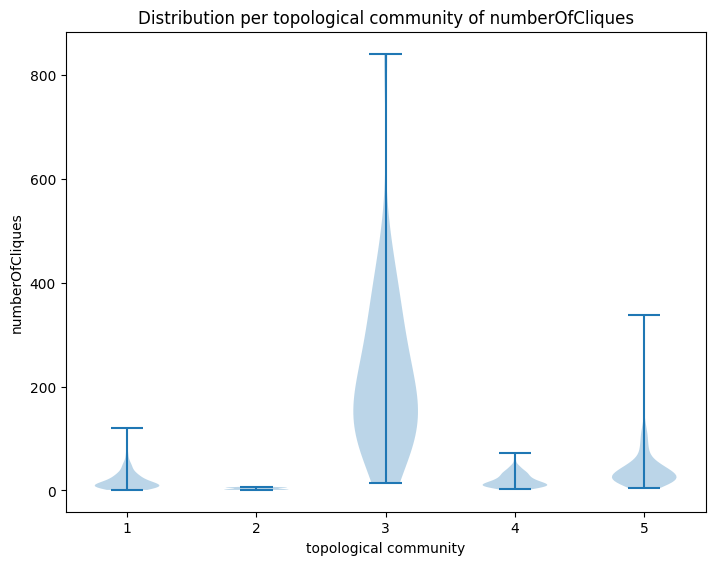 Distribution per topological community of numberOfCliques
numberOfCliques
800
600
400
200
0
1 2 3 4 5
topological community